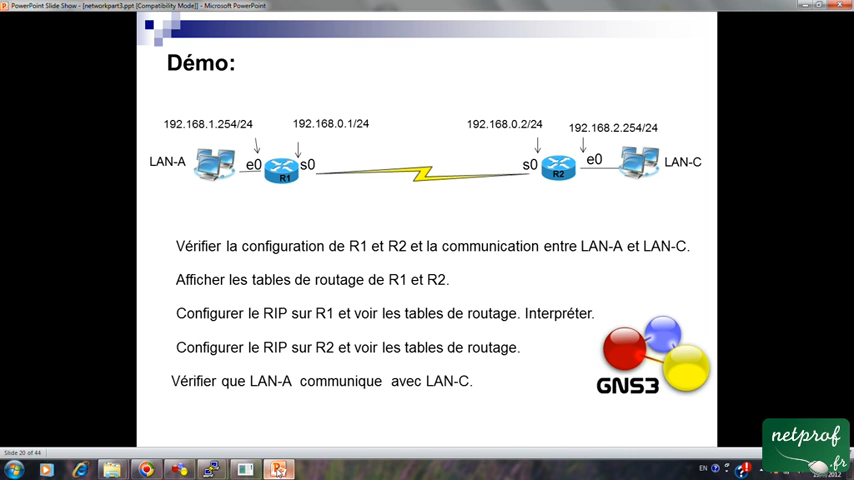 PowerPoint Slide Show - [networkpart3.ppt [Compatibility Mode]] - Microsoft PowerPoint
Démo:
192.168.1.254/24
192.168.0.1/24
192.168.0.2/24
192.168.2.254/24
LAN-A
e0
R1
s0
s0
R2
e0
LAN-C
Vérifier la configuration de R1 et R2 et la communication entre LAN-A et LAN-C.
Afficher les tables de routage de R1 et R2.
Configurer le RIP sur R1 et voir les tables de routage. Interpréter.
Configurer le RIP sur R2 et voir les tables de routage.
Vérifier que LAN-A communique avec LAN-C.
GNS3
netprof
.fr
Slide 20 of 44
EN